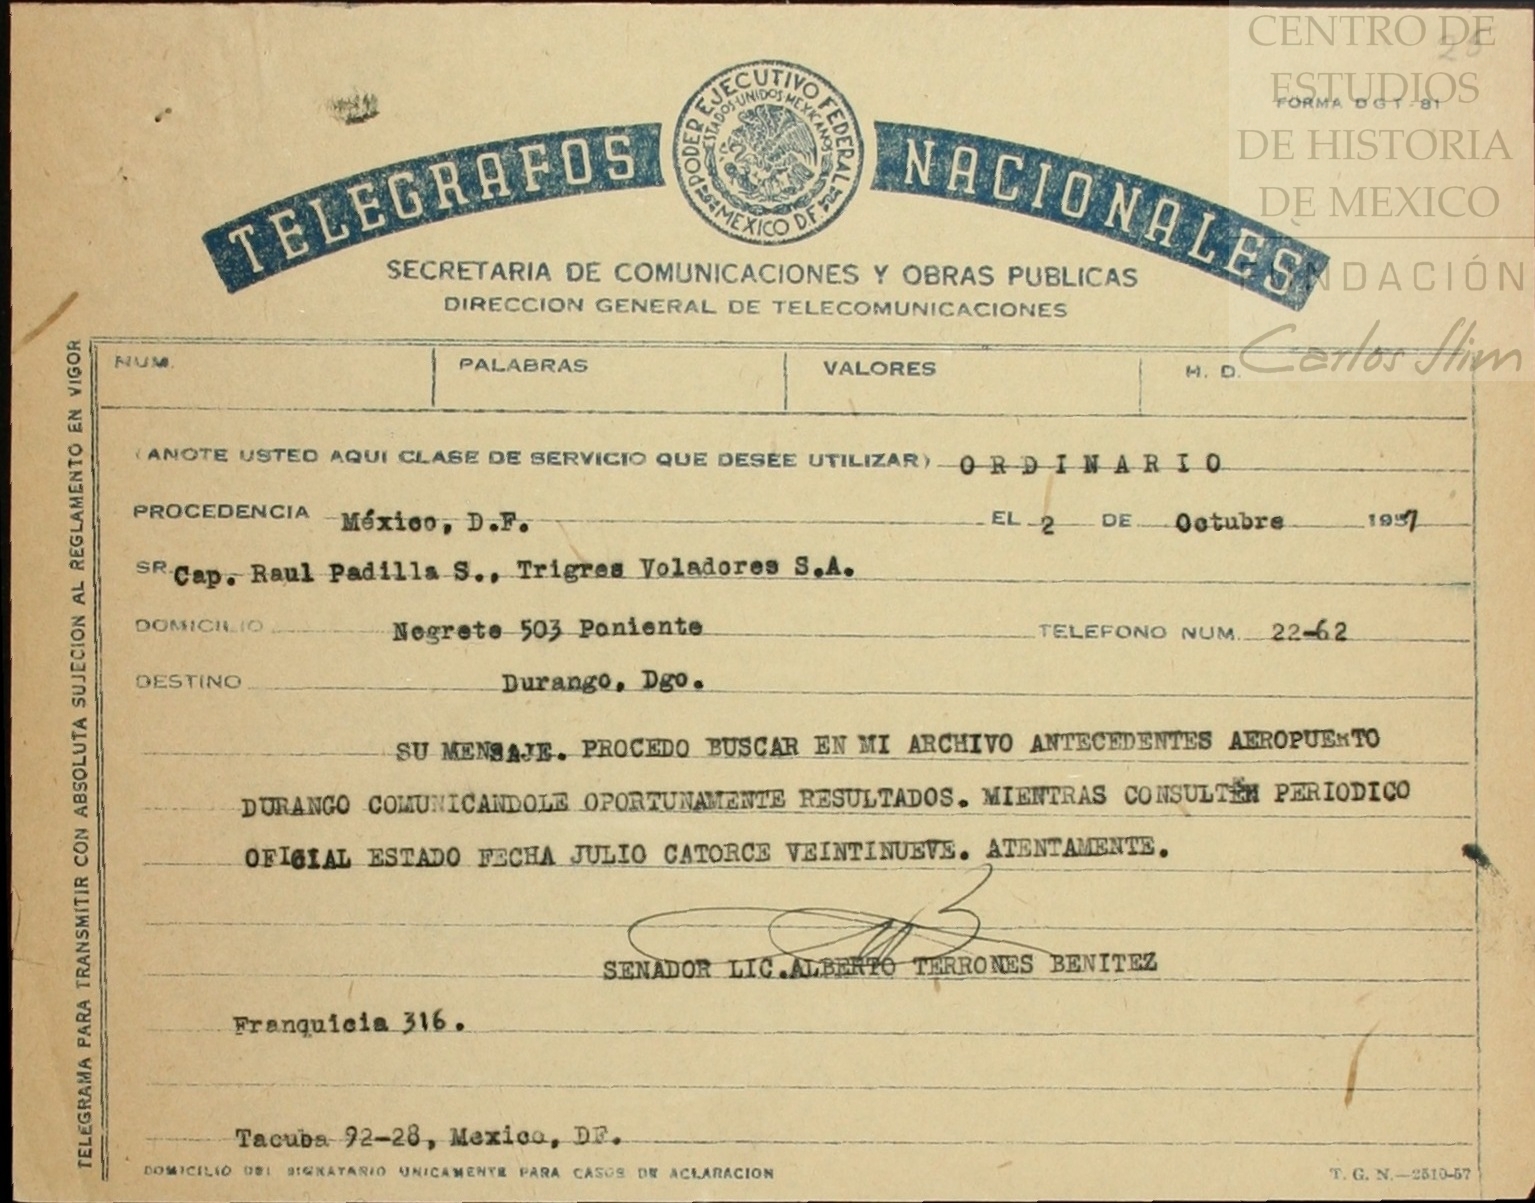 CENTRO DE
ESTUDIOS
DE HISTORIA
DE MEXICO
FUNDACIÓN
Carlos Slim
25
FORMA DGT-81
TELEGRAFOS NACIONALES
PODER EJECUTIVO FEDERAL
ESTADOS UNIDOS MEXICANOS
MEXICO D.F.
SECRETARIA DE COMUNICACIONES Y OBRAS PUBLICAS
DIRECCION GENERAL DE TELECOMUNICACIONES
NUM. PALABRAS VALORES H. D.
(ANOTE USTED AQUI CLASE DE SERVICIO QUE DESEE UTILIZAR) ORDINARIO
PROCEDENCIA México, D.F. EL 2 DE Octubre 1957
SR. Cap. Raul Padilla S., Trigres Voladores S.A.
DOMICILIO Negrete 503 Poniente TELEFONO NUM. 22-62
DESTINO Durango, Dgo.
SU MENSAJE. PROCEDO BUSCAR EN MI ARCHIVO ANTECEDENTES AEROPUERTO
DURANGO COMUNICANDOLE OPORTUNAMENTE RESULTADOS. MIENTRAS CONSULTEN PERIODICO
OFICIAL ESTADO FECHA JULIO CATORCE VEINTINUEVE. ATENTAMENTE.
SENADOR LIC.ALBERTO TERRONES BENITEZ
Franquicia 316.
Tacuba 92-28, Mexico, DF.
DOMICILIO DEL SIGNATARIO UNICAMENTE PARA CASOS DE ACLARACION
T. G. N.—2510-57
TELEGRAMA PARA TRANSMITIR CON ABSOLUTA SUJECION AL REGLAMENTO EN VIGOR